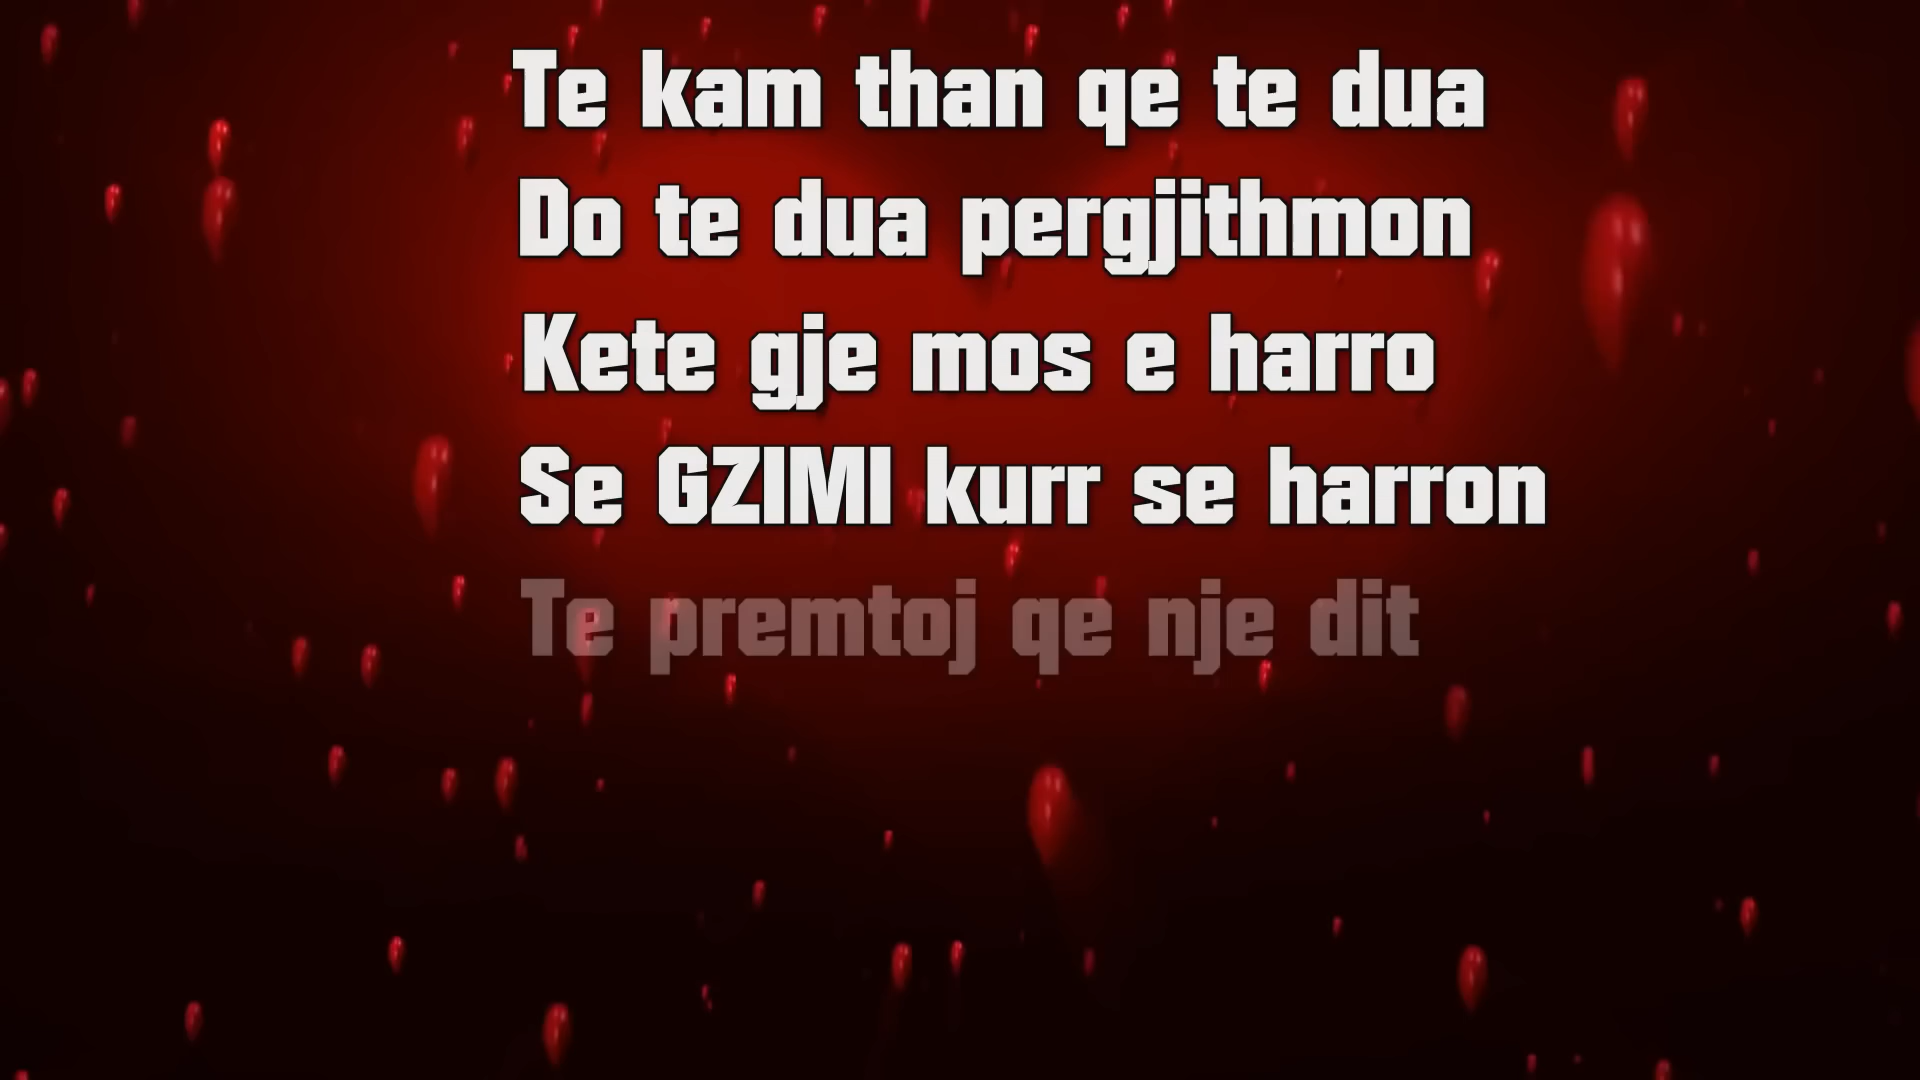 Te kam than qe te dua
Do te dua pergjithmon
Kete gje mos e harro
Se GZIMI kurr se harron
Te premtoj qe nje dit